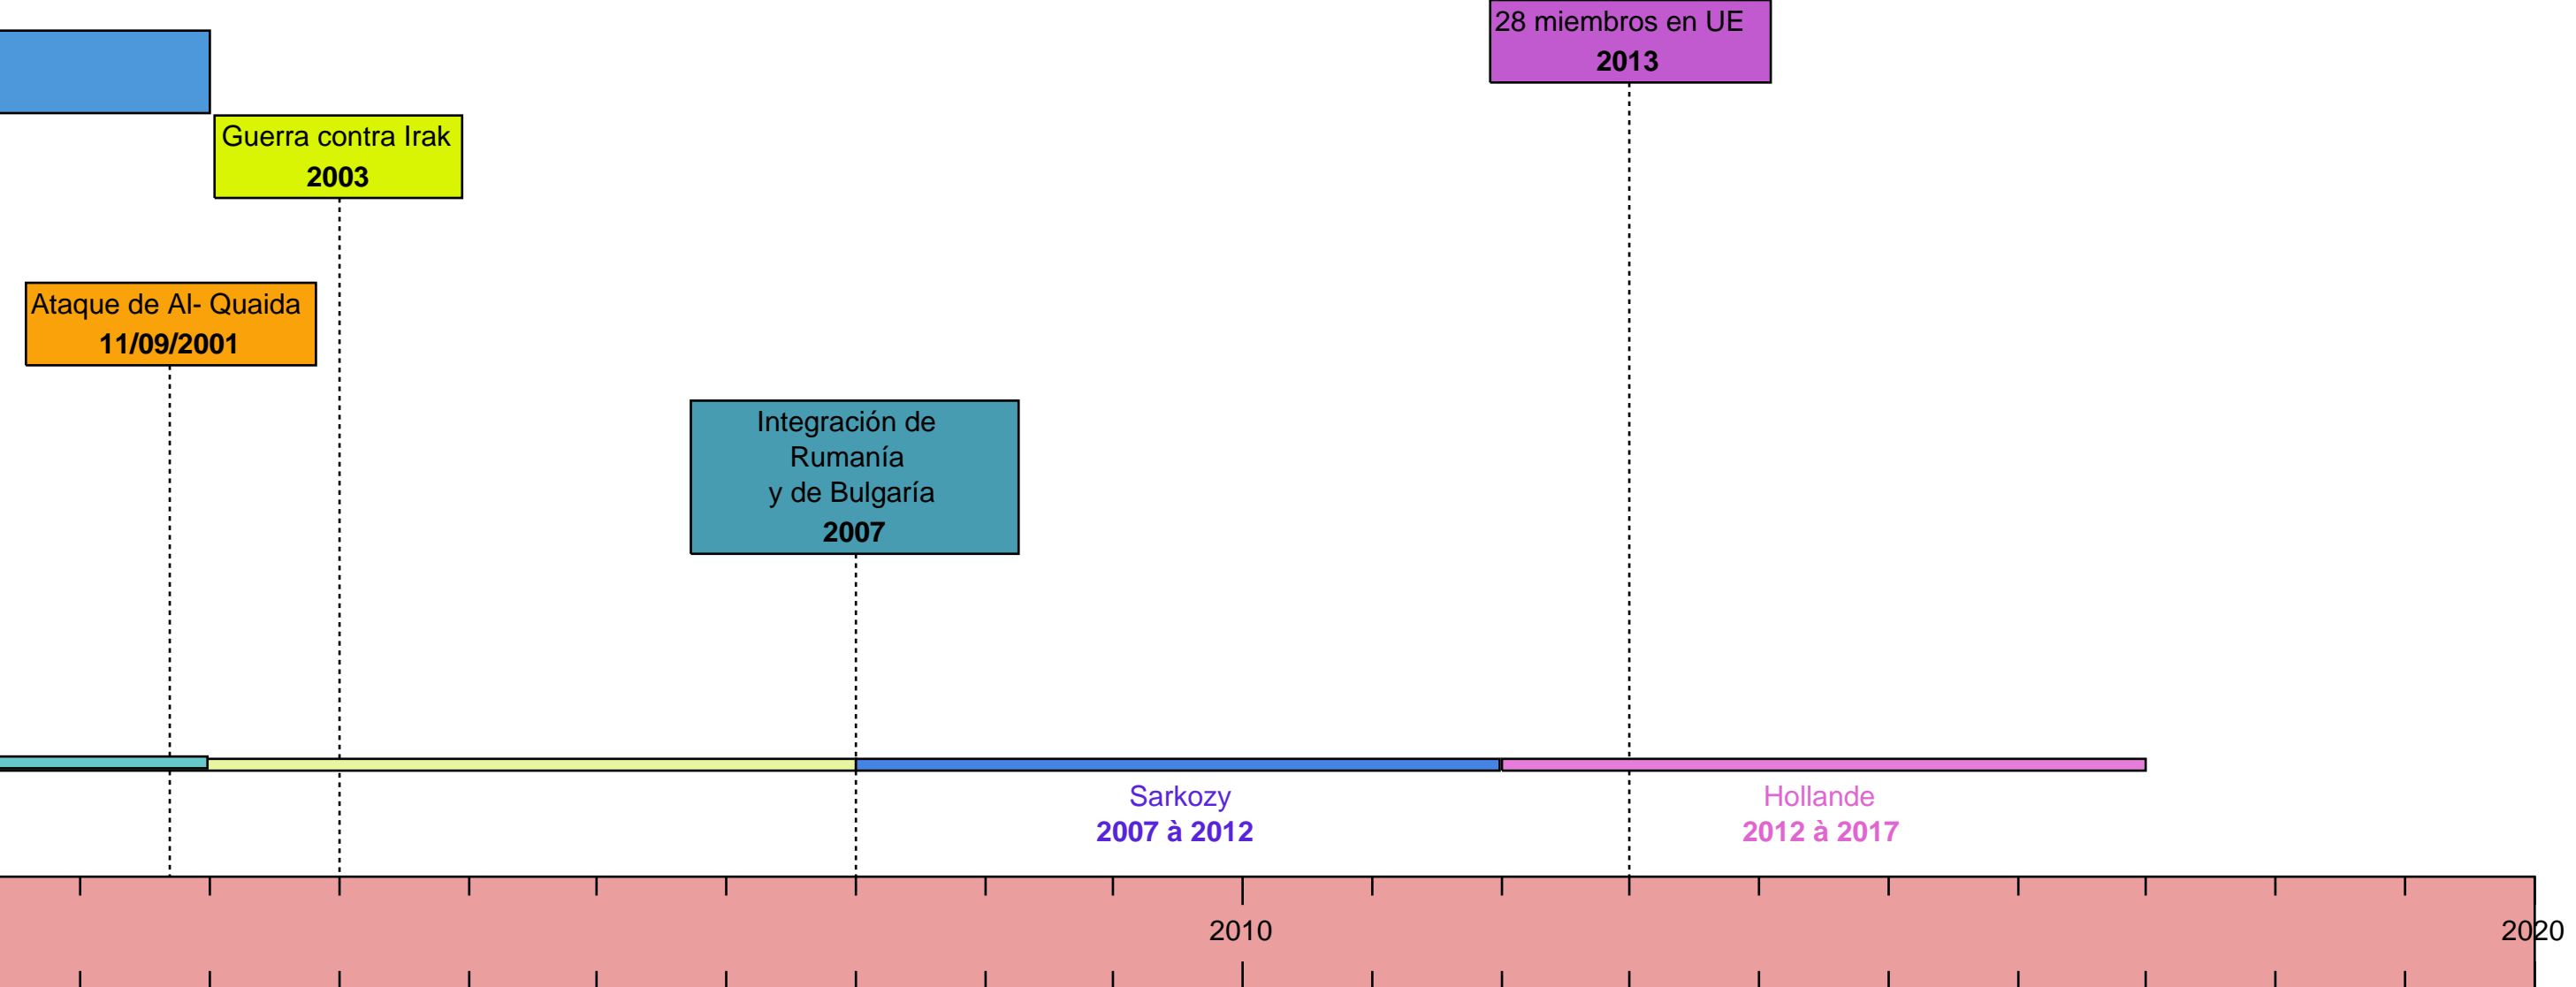 28 miembros en UE
2013
Guerra contra Irak
2003
Ataque de Al- Quaida
11/09/2001
Integración de
Rumanía
y de Bulgaría
2007
Sarkozy
2007 à 2012
Hollande
2012 à 2017
2010
2020